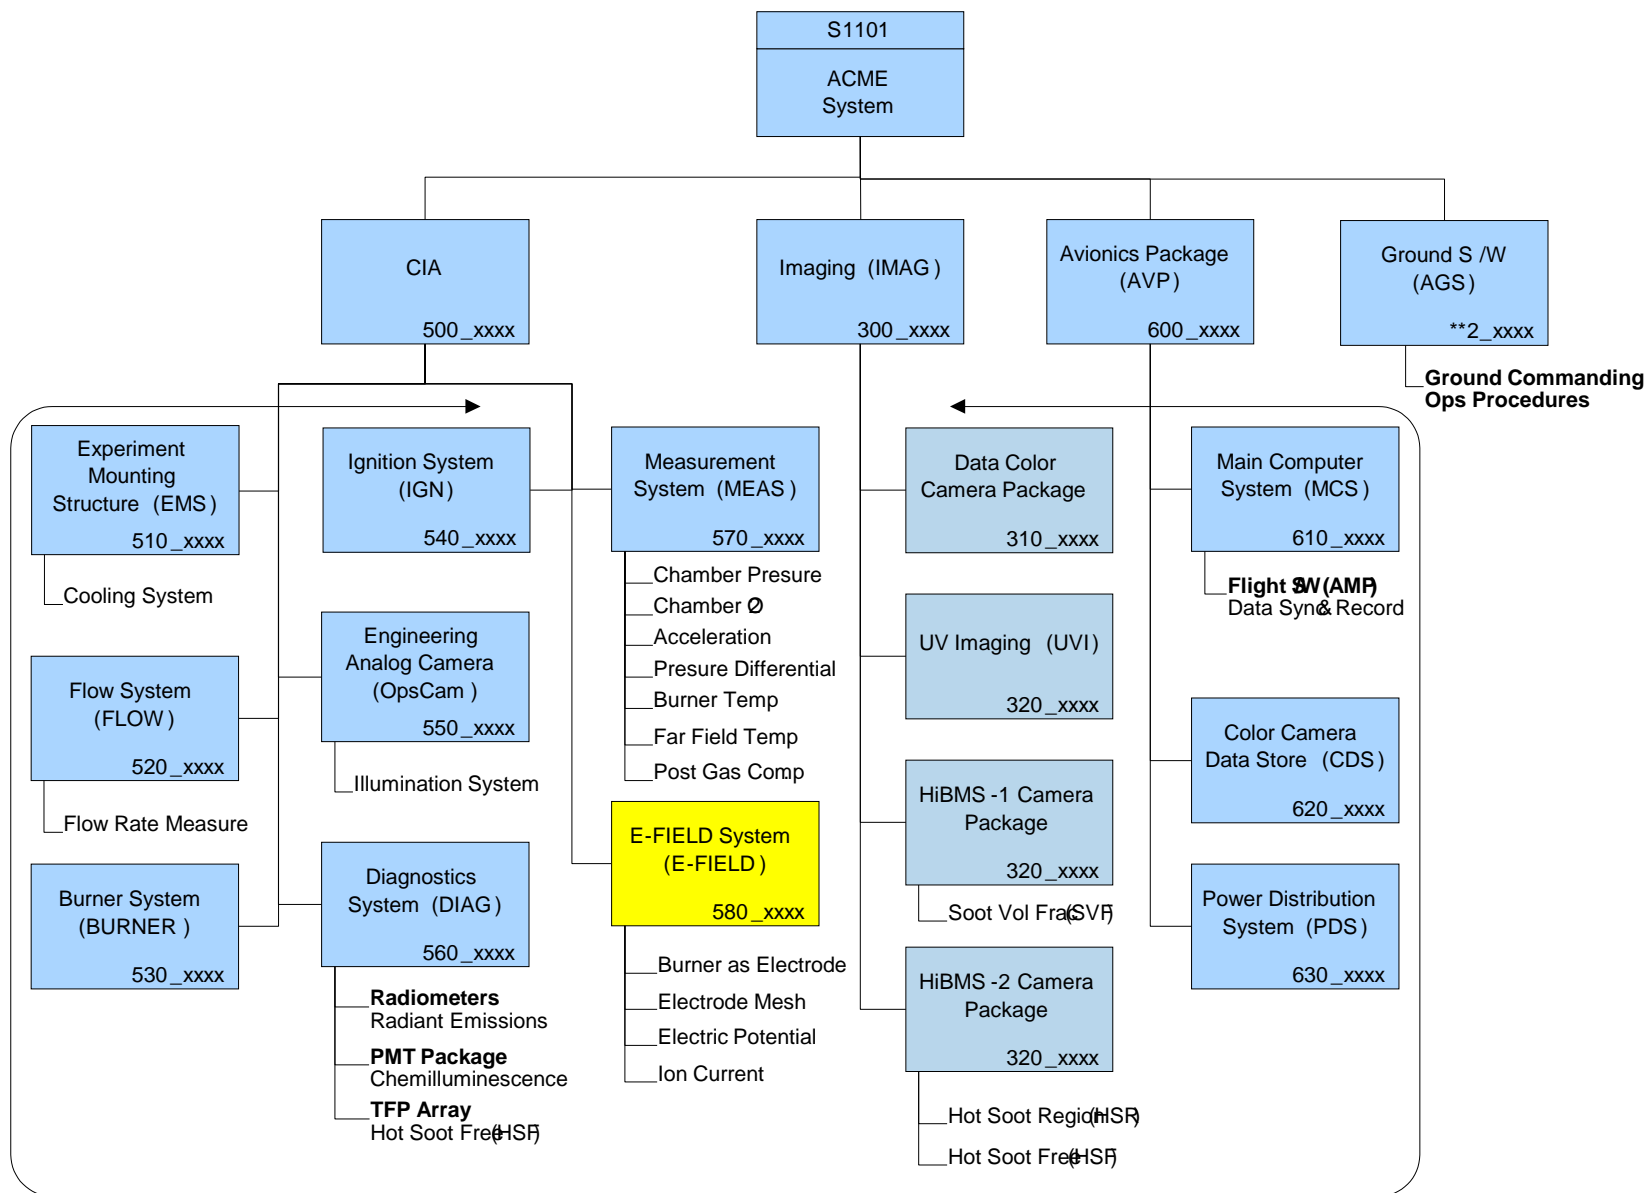 S1101
ACME
System
CIA
500_xxxx
Imaging (IMAG)
300_xxxx
Avionics Package
(AVP)
600_xxxx
Ground S/W
(AGS)
**2_xxxx
Ground Commanding
Ops Procedures
Experiment
Mounting
Structure (EMS)
510_xxxx
Cooling System
Flow System
(FLOW)
520_xxxx
Flow Rate Measure
Burner System
(BURNER)
530_xxxx
Ignition System
(IGN)
540_xxxx
Engineering
Analog Camera
(OpsCam)
550_xxxx
Illumination System
Diagnostics
System (DIAG)
560_xxxx
Radiometers
Radiant Emissions
PMT Package
Chemilluminescence
TFP Array
Hot Soot Free (HSF)
Measurement
System (MEAS)
570_xxxx
Chamber Presure
Chamber O2
Acceleration
Presure Differential
Burner Temp
Far Field Temp
Post Gas Comp
E-FIELD System
(E-FIELD)
580_xxxx
Burner as Electrode
Electrode Mesh
Electric Potential
Ion Current
Data Color
Camera Package
310_xxxx
UV Imaging (UVI)
320_xxxx
HiBMS-1 Camera
Package
320_xxxx
Soot Vol Frac (SVF)
HiBMS-2 Camera
Package
320_xxxx
Hot Soot Region (HSR)
Hot Soot Free (HSF)
Main Computer
System (MCS)
610_xxxx
Flight S/W (AMP)
Data Sync & Record
Color Camera
Data Store (CDS)
620_xxxx
Power Distribution
System (PDS)
630_xxxx